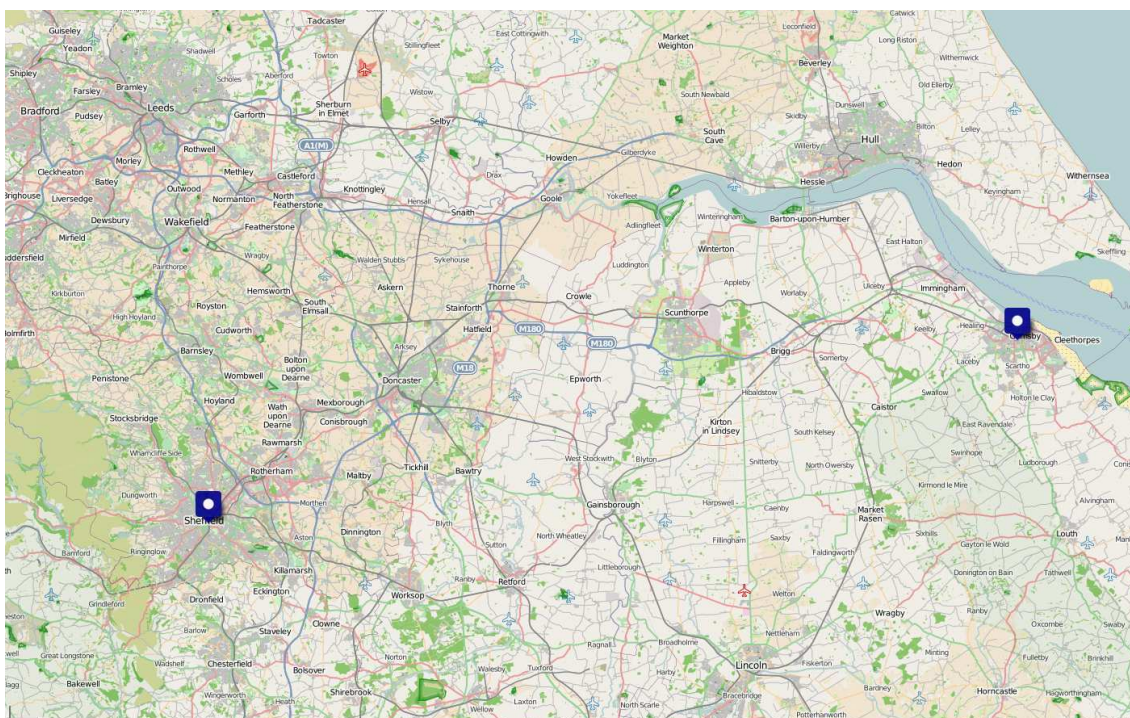 Guiseley
Tadcaster
Stillingfleet
East Cottingwith
Market
Weighton
Leconfield
Catwick
Long Riston
Yeadon
Shadwell
Towton
Beverley
Withernwick
Shipley
Bramley
Scholes
Aberford
Farsley
Leeds
Sherburn
in Elmet
Wistow
South Newbald
Old Ellerby
Bradford
Pudsey
Garforth
Selby
Dunswell
Skidby
Rothwell
A1(M)
South
Cave
Hull
Bilton
Lelley
Morley
Methley
Castleford
Howden
Gilberdyke
Willerby
Hedon
Cleckheaton
Batley
Outwood
Drax
Hessle
Withernsea
Brighouse
Liversedge
Normanton
North
Featherstone
Knottingley
Hensall
Snaith
Goole
Yokefleet
Keyingham
Dewsbury
Wakefield
Featherstone
Adlingfleet
Winteringham
Barton-upon-Humber
Mirfield
Walden Stubbs
Sykehouse
Winterton
East Halton
Skeffling
Painthorpe
Wragby
Luddington
Kirkburton
Hemsworth
Askern
Thorne
Appleby
Worlaby
Ulceby
Immingham
Royston
South
Elmsall
Stainforth
Crowle
High Hoyland
Cudworth
Hatfield
M180
Scunthorpe
Keelby
Healing
Cleethorpes
Barnsley
Arksey
M180
Brigg
Somerby
Laceby
Scartho
Bolton
upon
Dearne
M18
Penistone
Wombwell
Doncaster
Epworth
Hibaldstow
Swallow
Holton le Clay
Hoyland
Mexborough
Caistor
Stocksbridge
Wath
upon
Dearne
Conisbrough
Kirton
in Lindsey
South Kelsey
East Ravendale
Rawmarsh
Wharncliffe Side
Tickhill
Bawtry
West Stockwith
Blyton
Snitterby
North Owersby
Swinhope
Ludborough
Rotherham
Maltby
Kirmond le Mire
Dungworth
Morthen
Gainsborough
Harpswell
Caenby
Market
Rasen
Alvingham
Sheffield
Dinnington
Blyth
Aston
North Wheatley
Fillingham
Saxby
Sixhills
Louth
Bamford
Ringinglow
Sutton
Faldingworth
Gayton le Wold
Killamarsh
Littleborough
Donington on Bain
Tathwell
Grindleford
Dronfield
Eckington
Worksop
Ranby
Retford
Welton
Wragby
Ranby
Barlow
Staveley
Clowne
Nettleham
Oxcombe
Swaby
Great Longstone
Wadshelf
Chesterfield
Norton
Ragnall
Broadholme
Minting
Fulletby
Brinkhill
Bakewell
Bolsover
Walesby
Tuxford
Harby
Lincoln
Fiskerton
Wingerworth
Heath
Shirebrook
Wellow
Laxton
North Scarle
Bracebridge
Bardney
Horncastle
Hagworthingham
Potterhanworth